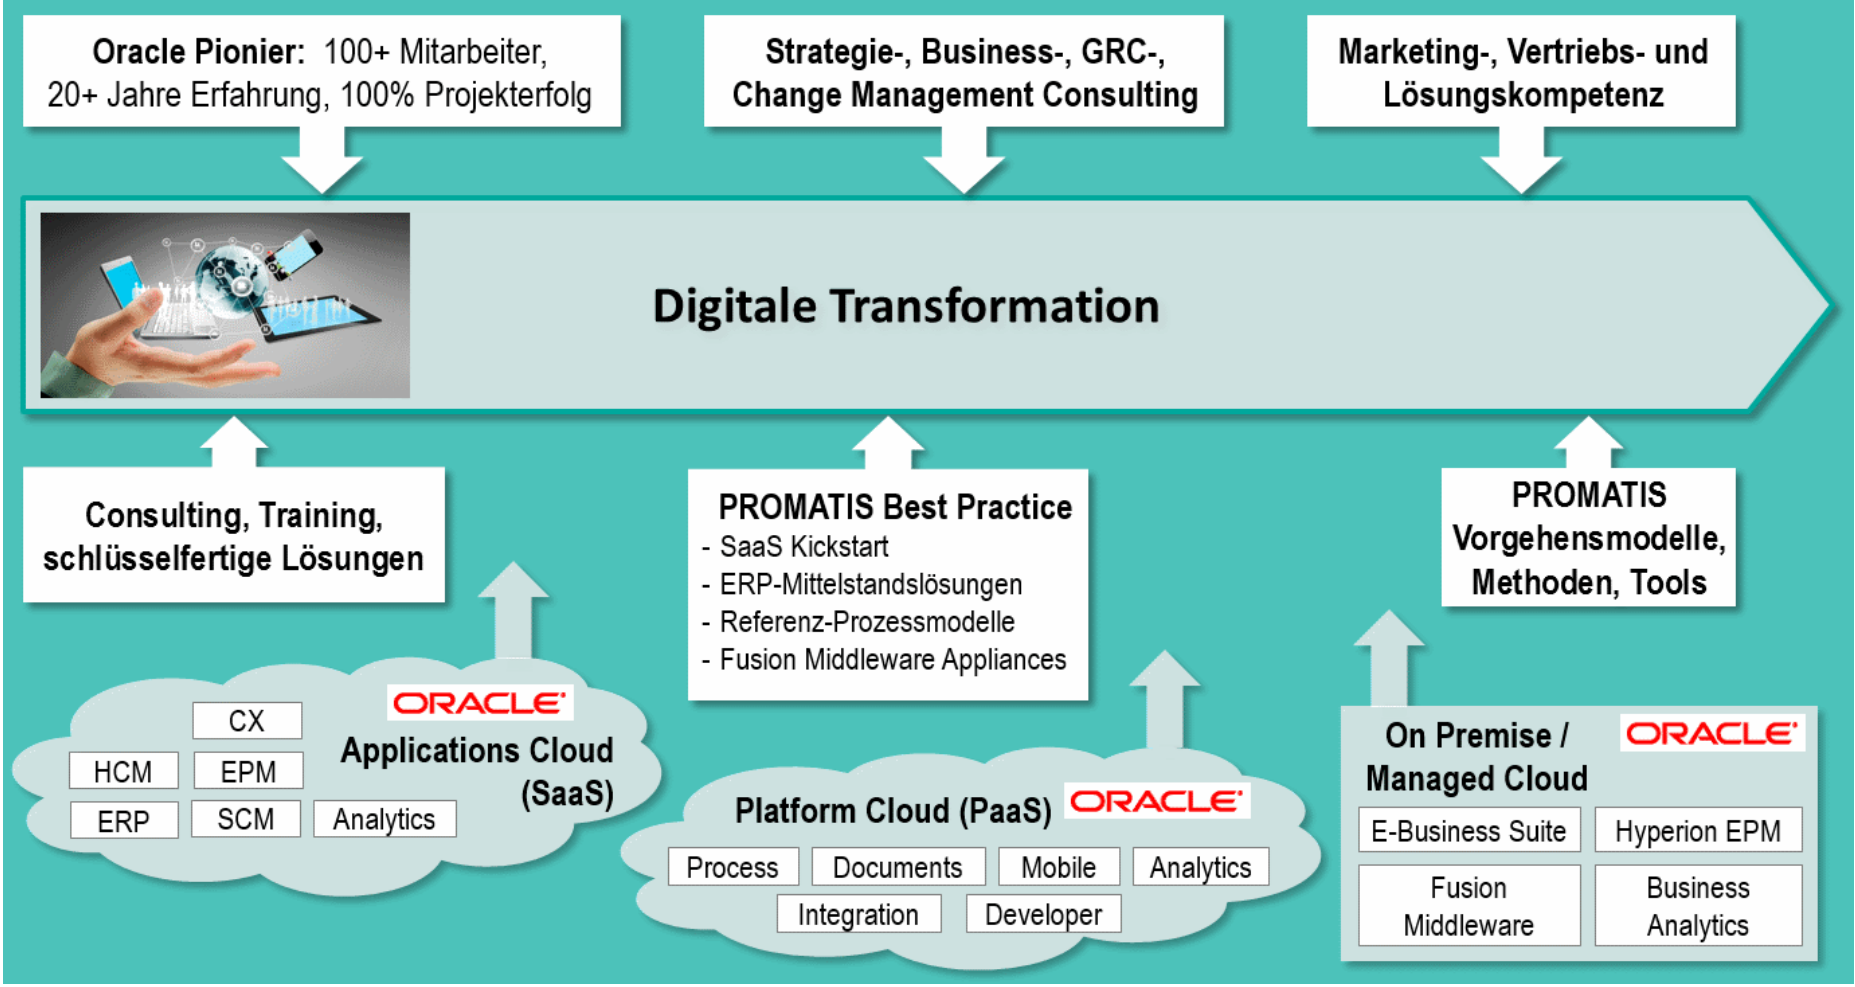 Oracle Pionier: 100+ Mitarbeiter,
20+ Jahre Erfahrung, 100% Projekterfolg
Strategie-, Business-, GRC-,
Change Management Consulting
Marketing-, Vertriebs- und
Lösungskompetenz
Digitale Transformation
Consulting, Training,
schlüsselfertige Lösungen
PROMATIS Best Practice
- SaaS Kickstart
- ERP-Mittelstandslösungen
- Referenz-Prozessmodelle
- Fusion Middleware Appliances
PROMATIS
Vorgehensmodelle,
Methoden, Tools
ORACLE®
Applications Cloud
(SaaS)
CX
HCM
EPM
ERP
SCM
Analytics
Platform Cloud (PaaS)
ORACLE®
Process
Documents
Mobile
Analytics
Integration
Developer
On Premise /
Managed Cloud
ORACLE®
E-Business Suite
Hyperion EPM
Fusion
Middleware
Business
Analytics